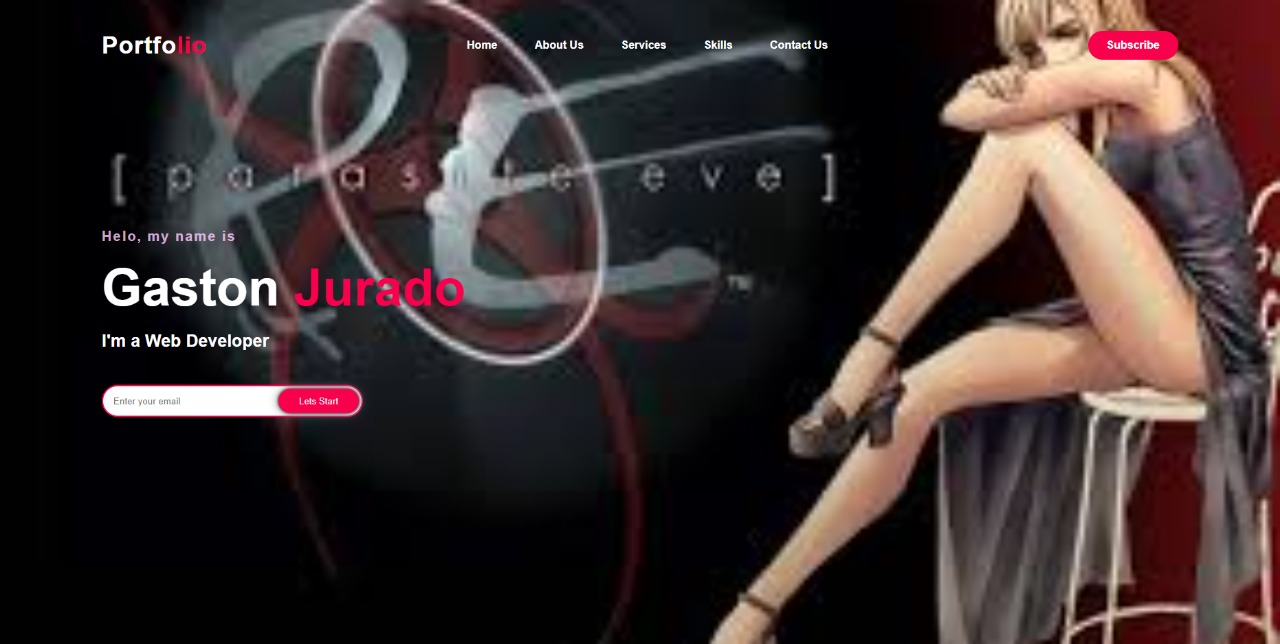 Portfolio
Home
About Us
Services
Skills
Contact Us
Subscribe
[parasite eve]
TM
Helo, my name is
Gaston Jurado
I'm a Web Developer
Enter your email
Lets Start